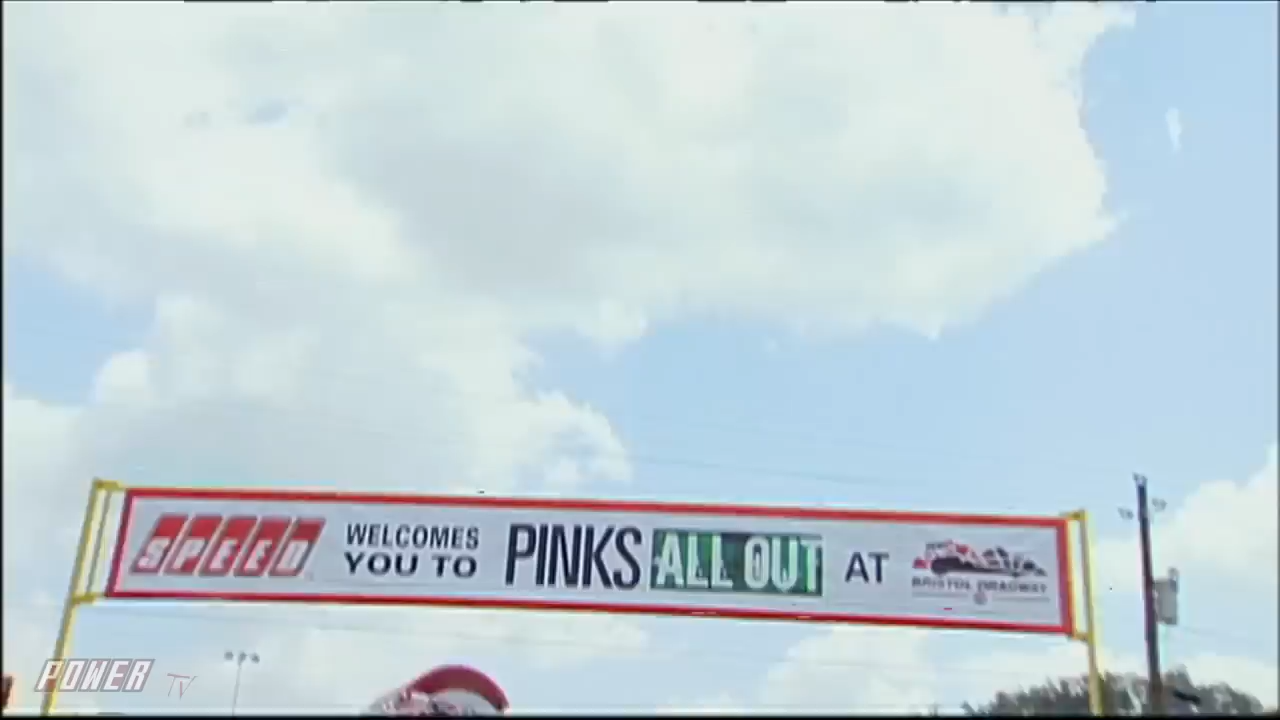 SPEED
WELCOMES
YOU TO
PINKS ALL OUT AT
BRISTOL DRAGWAY
POWER TV